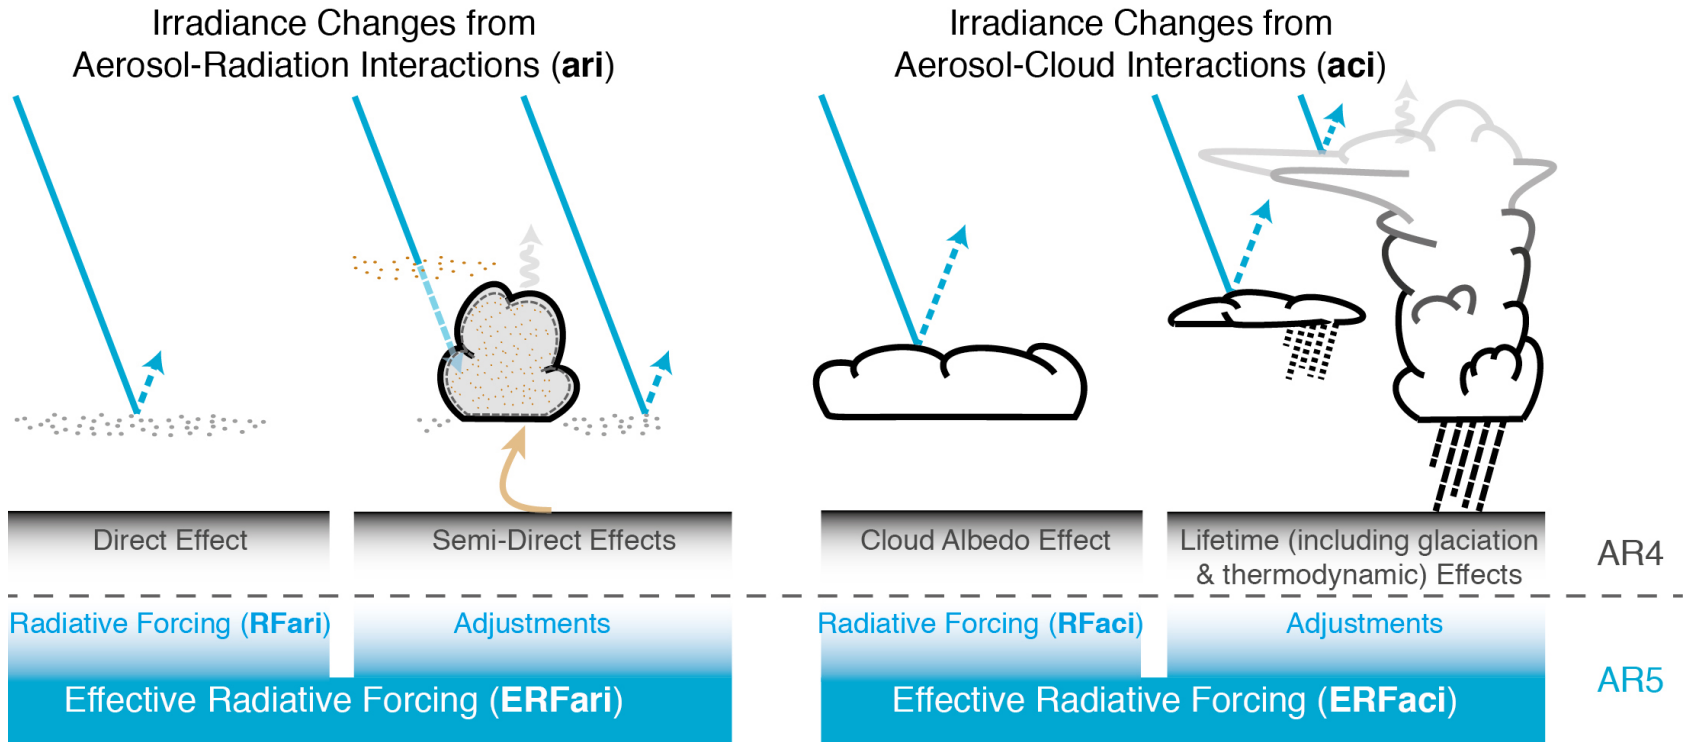 Irradiance Changes from
Aerosol-Radiation Interactions (ari)
Irradiance Changes from
Aerosol-Cloud Interactions (aci)
Direct Effect
Semi-Direct Effects
Cloud Albedo Effect
Lifetime (including glaciation
& thermodynamic) Effects
AR4
Radiative Forcing (RFari)
Adjustments
Radiative Forcing (RFaci)
Adjustments
AR5
Effective Radiative Forcing (ERFari)
Effective Radiative Forcing (ERFaci)